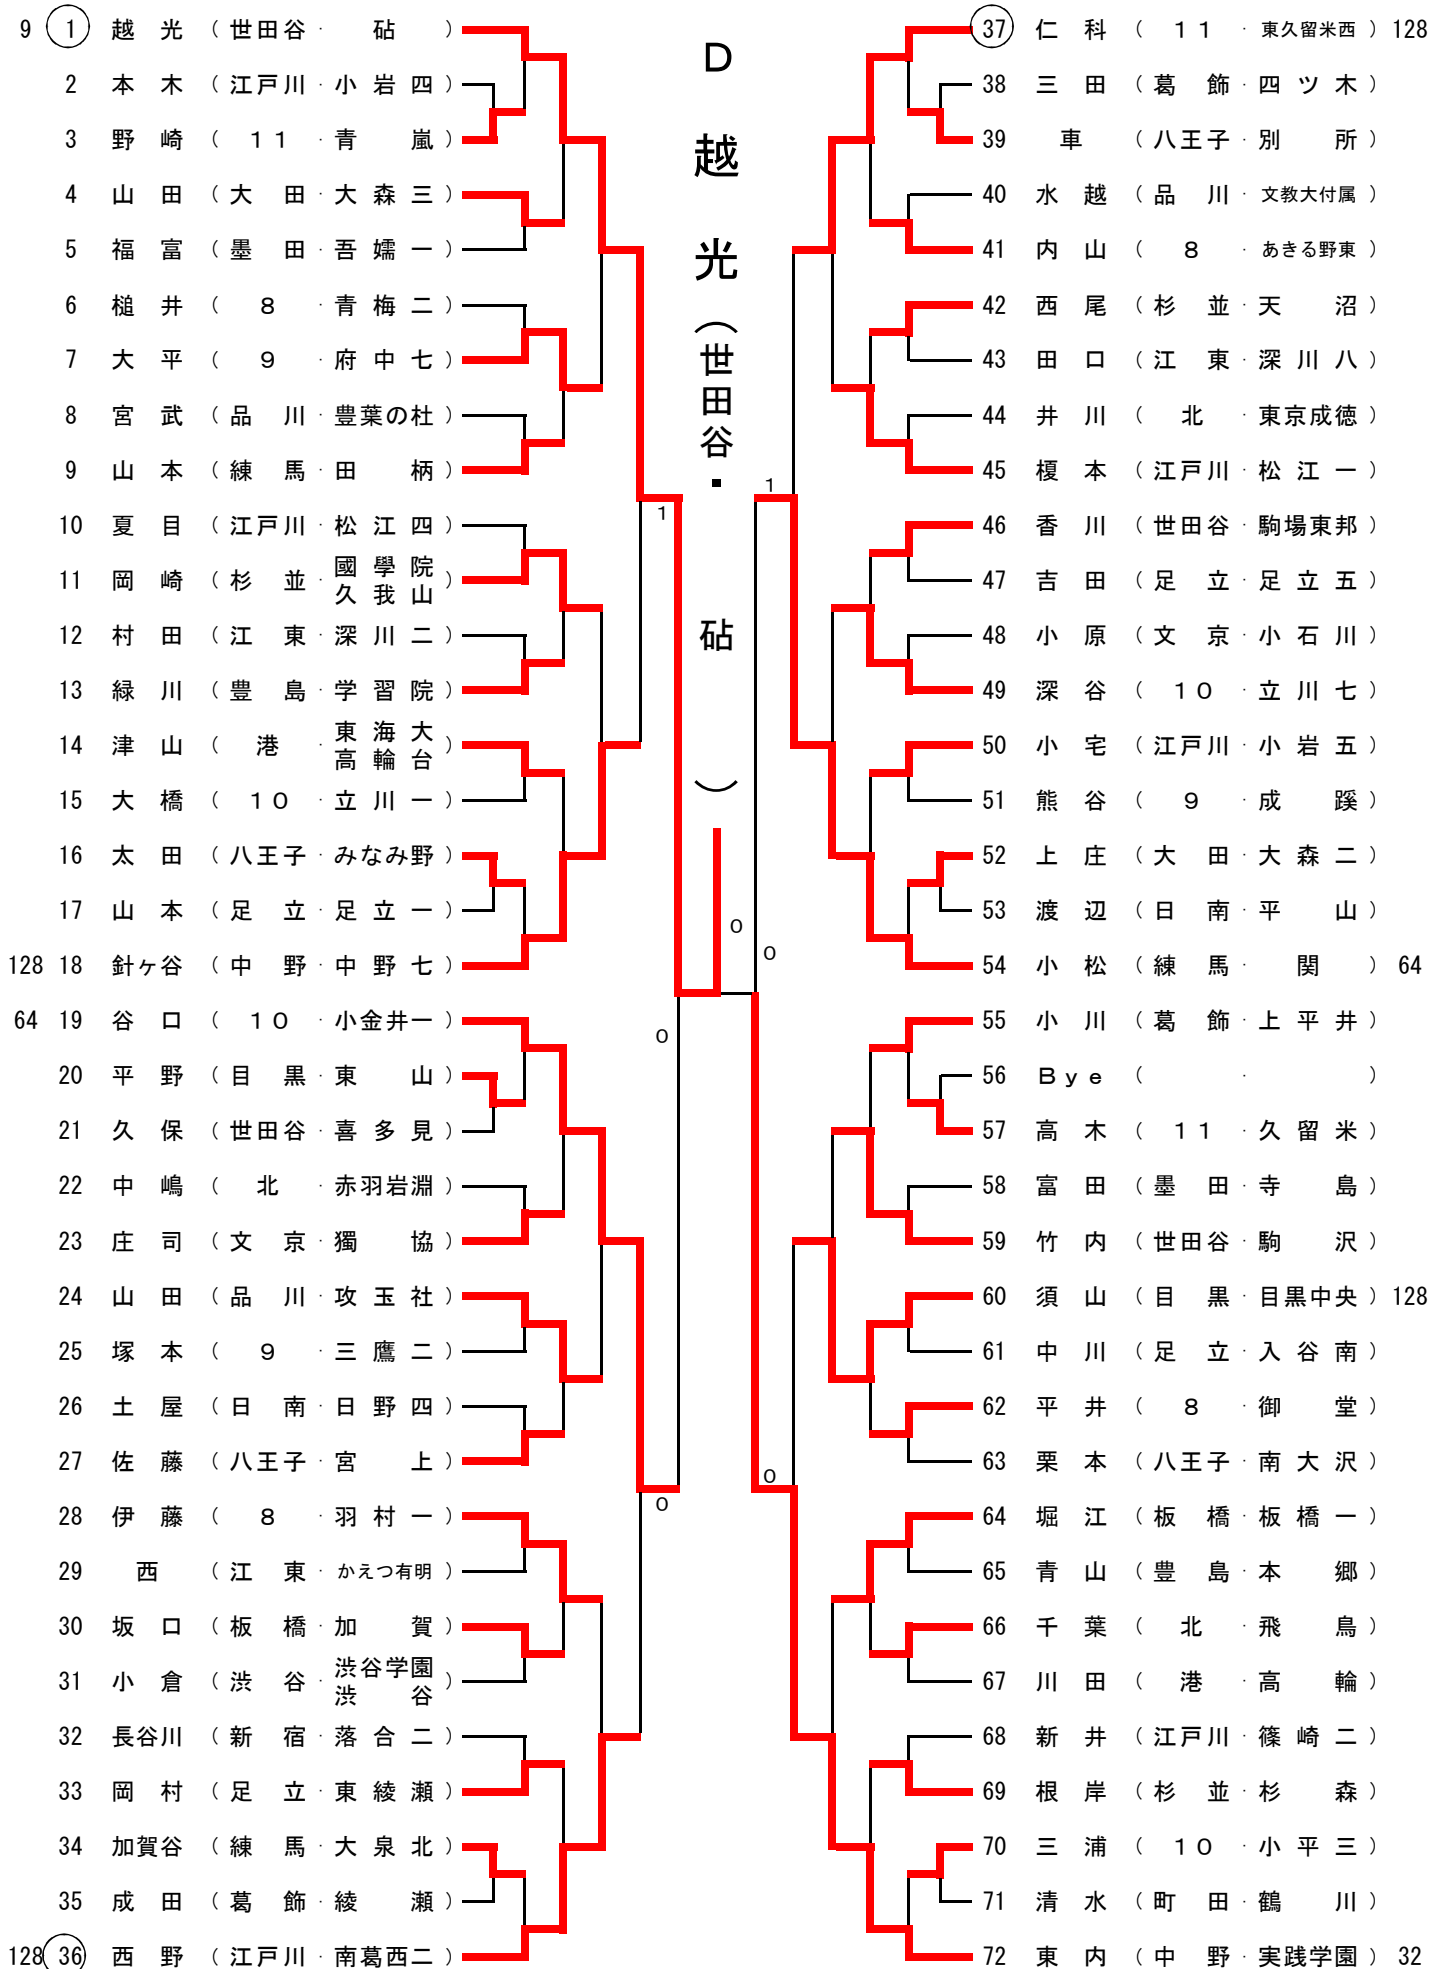 D 越光（世田谷・砧）
9 1 越光（世田谷・砧）
2 本木（江戸川・小岩四）
3 野崎（11・青嵐）
4 山田（大田・大森三）
5 福富（墨田・吾嬬一）
6 槌井（8・青梅二）
7 大平（9・府中七）
8 宮武（品川・豊葉の杜）
9 山本（練馬・田柄）
10 夏目（江戸川・松江四）
11 岡崎（杉並・國學院久我山）
12 村田（江東・深川二）
13 緑川（豊島・学習院）
14 津山（港・東海大高輪台）
15 大橋（10・立川一）
16 太田（八王子・みなみ野）
17 山本（足立・足立一）
128 18 針ヶ谷（中野・中野七）
64 19 谷口（10・小金井一）
20 平野（目黒・東山）
21 久保（世田谷・喜多見）
22 中嶋（北・赤羽岩淵）
23 庄司（文京・獨協）
24 山田（品川・攻玉社）
25 塚本（9・三鷹二）
26 土屋（日南・日野四）
27 佐藤（八王子・宮上）
28 伊藤（8・羽村一）
29 西（江東・かえつ有明）
30 坂口（板橋・加賀）
31 小倉（渋谷・渋谷学園渋谷）
32 長谷川（新宿・落合二）
33 岡村（足立・東綾瀬）
34 加賀谷（練馬・大泉北）
35 成田（葛飾・綾瀬）
128 36 西野（江戸川・南葛西二）
1
0
0
0
1
0
0
37 仁科（11・東久留米西）128
38 三田（葛飾・四ツ木）
39 車（八王子・別所）
40 水越（品川・文教大付属）
41 内山（8・あきる野東）
42 西尾（杉並・天沼）
43 田口（江東・深川八）
44 井川（北・東京成徳）
45 榎本（江戸川・松江一）
46 香川（世田谷・駒場東邦）
47 吉田（足立・足立五）
48 小原（文京・小石川）
49 深谷（10・立川七）
50 小宅（江戸川・小岩五）
51 熊谷（9・成蹊）
52 上庄（大田・大森二）
53 渡辺（日南・平山）
54 小松（練馬・関）64
55 小川（葛飾・上平井）
56 Bye（・）
57 高木（11・久留米）
58 富田（墨田・寺島）
59 竹内（世田谷・駒沢）
60 須山（目黒・目黒中央）128
61 中川（足立・入谷南）
62 平井（8・御堂）
63 栗本（八王子・南大沢）
64 堀江（板橋・板橋一）
65 青山（豊島・本郷）
66 千葉（北・飛鳥）
67 川田（港・高輪）
68 新井（江戸川・篠崎二）
69 根岸（杉並・杉森）
70 三浦（10・小平三）
71 清水（町田・鶴川）
72 東内（中野・実践学園）32